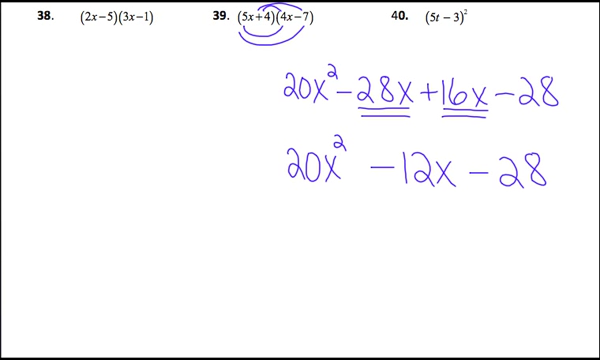 38. (2x−5)(3x−1) 39. (5x+4)(4x−7) 40. (5t − 3)²
20x² − 28x + 16x − 28
20x² − 12x − 28